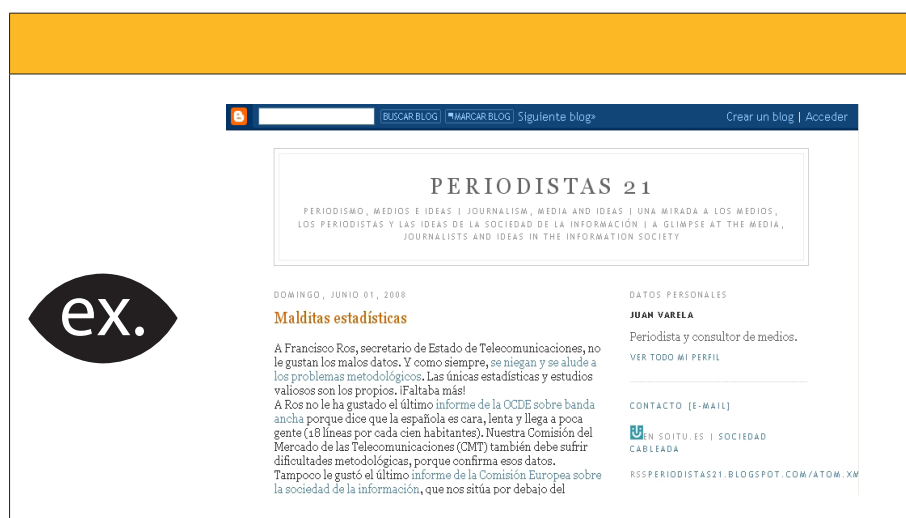 BUSCAR BLOG MARCAR BLOG Siguiente blog» Crear un blog | Acceder
PERIODISTAS 21
PERIODISMO, MEDIOS E IDEAS | JOURNALISM, MEDIA AND IDEAS | UNA MIRADA A LOS MEDIOS,
LOS PERIODISTAS Y LAS IDEAS DE LA SOCIEDAD DE LA INFORMACIÓN | A GLIMPSE AT THE MEDIA,
JOURNALISTS AND IDEAS IN THE INFORMATION SOCIETY
ex.
DOMINGO, JUNIO 01, 2008
Malditas estadísticas
A Francisco Ros, secretario de Estado de Telecomunicaciones, no
le gustan los malos datos. Y como siempre, se niegan y se alude a
los problemas metodológicos. Las únicas estadísticas y estudios
valiosos son los propios. ¡Faltaba más!
A Ros no le ha gustado el último informe de la OCDE sobre banda
ancha porque dice que la española es cara, lenta y llega a poca
gente (18 líneas por cada cien habitantes). Nuestra Comisión del
Mercado de las Telecomunicaciones (CMT) también debe sufrir
dificultades metodológicas, porque confirma esos datos.
Tampoco le gustó el último informe de la Comisión Europea sobre
la sociedad de la información, que nos sitúa por debajo del
DATOS PERSONALES
JUAN VARELA
Periodista y consultor de medios.
VER TODO MI PERFIL
CONTACTO [E-MAIL]
EN SOITU.ES | SOCIEDAD
CABLEADA
RSSPERIODISTAS21.BLOGSPOT.COM/ATOM.XM